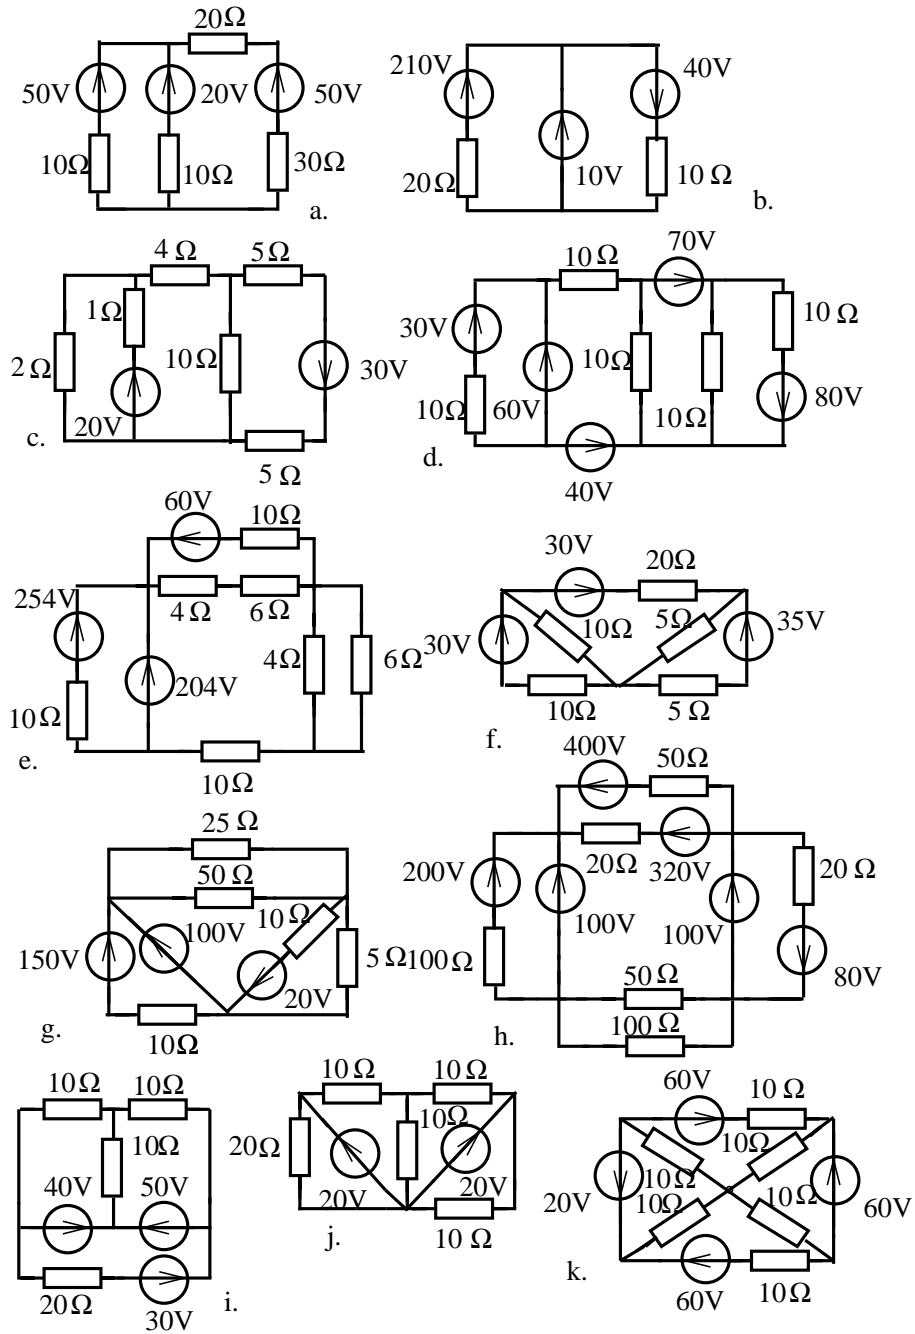 20Ω
50V 20V 50V
10Ω 10Ω 30Ω
a.
210V 40V
20Ω 10V 10 Ω
b.
4 Ω 5 Ω
1Ω
2 Ω 10Ω 30V
20V
c.
5 Ω
70V
10 Ω
30V 10Ω 10 Ω
10Ω 60V 10Ω 80V
d.
40V
60V 10Ω
254V 4Ω 6Ω
4Ω 6Ω
204V
10Ω
e.
10Ω
30V 20Ω
30V 10Ω 5Ω 35V
10Ω 5 Ω
f.
25 Ω
50 Ω
100V 10 Ω
150V 5Ω
20V
10Ω
g.
400V 50Ω
200V 20Ω 320V 20 Ω
100V 100V
100Ω 50 Ω 80V
100 Ω
h.
10Ω 10Ω
10Ω
40V 50V
20Ω 30V
i.
10 Ω 10 Ω
20Ω 10Ω
20V 20V
j.
10 Ω
60V 10 Ω
10Ω
20V 10Ω 10Ω 10Ω 60V
k.
60V 10Ω